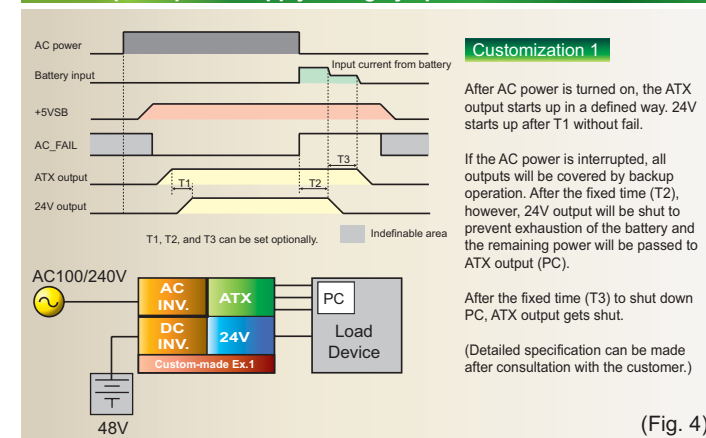 AC power
Battery input
Input current from battery
+5VSB
AC_FAIL
T3
ATX output
T1
T2
24V output
T1, T2, and T3 can be set optionally.
Indefinable area
Customization 1
After AC power is turned on, the ATX
output starts up in a defined way. 24V
starts up after T1 without fail.
If the AC power is interrupted, all
outputs will be covered by backup
operation. After the fixed time (T2),
however, 24V output will be shut to
prevent exhaustion of the battery and
the remaining power will be passed to
ATX output (PC).
After the fixed time (T3) to shut down
PC, ATX output gets shut.
(Detailed specification can be made
after consultation with the customer.)
AC100/240V
AC
INV.
ATX
PC
DC
INV.
24V
Load
Device
Custom-made Ex.1
48V
(Fig. 4)